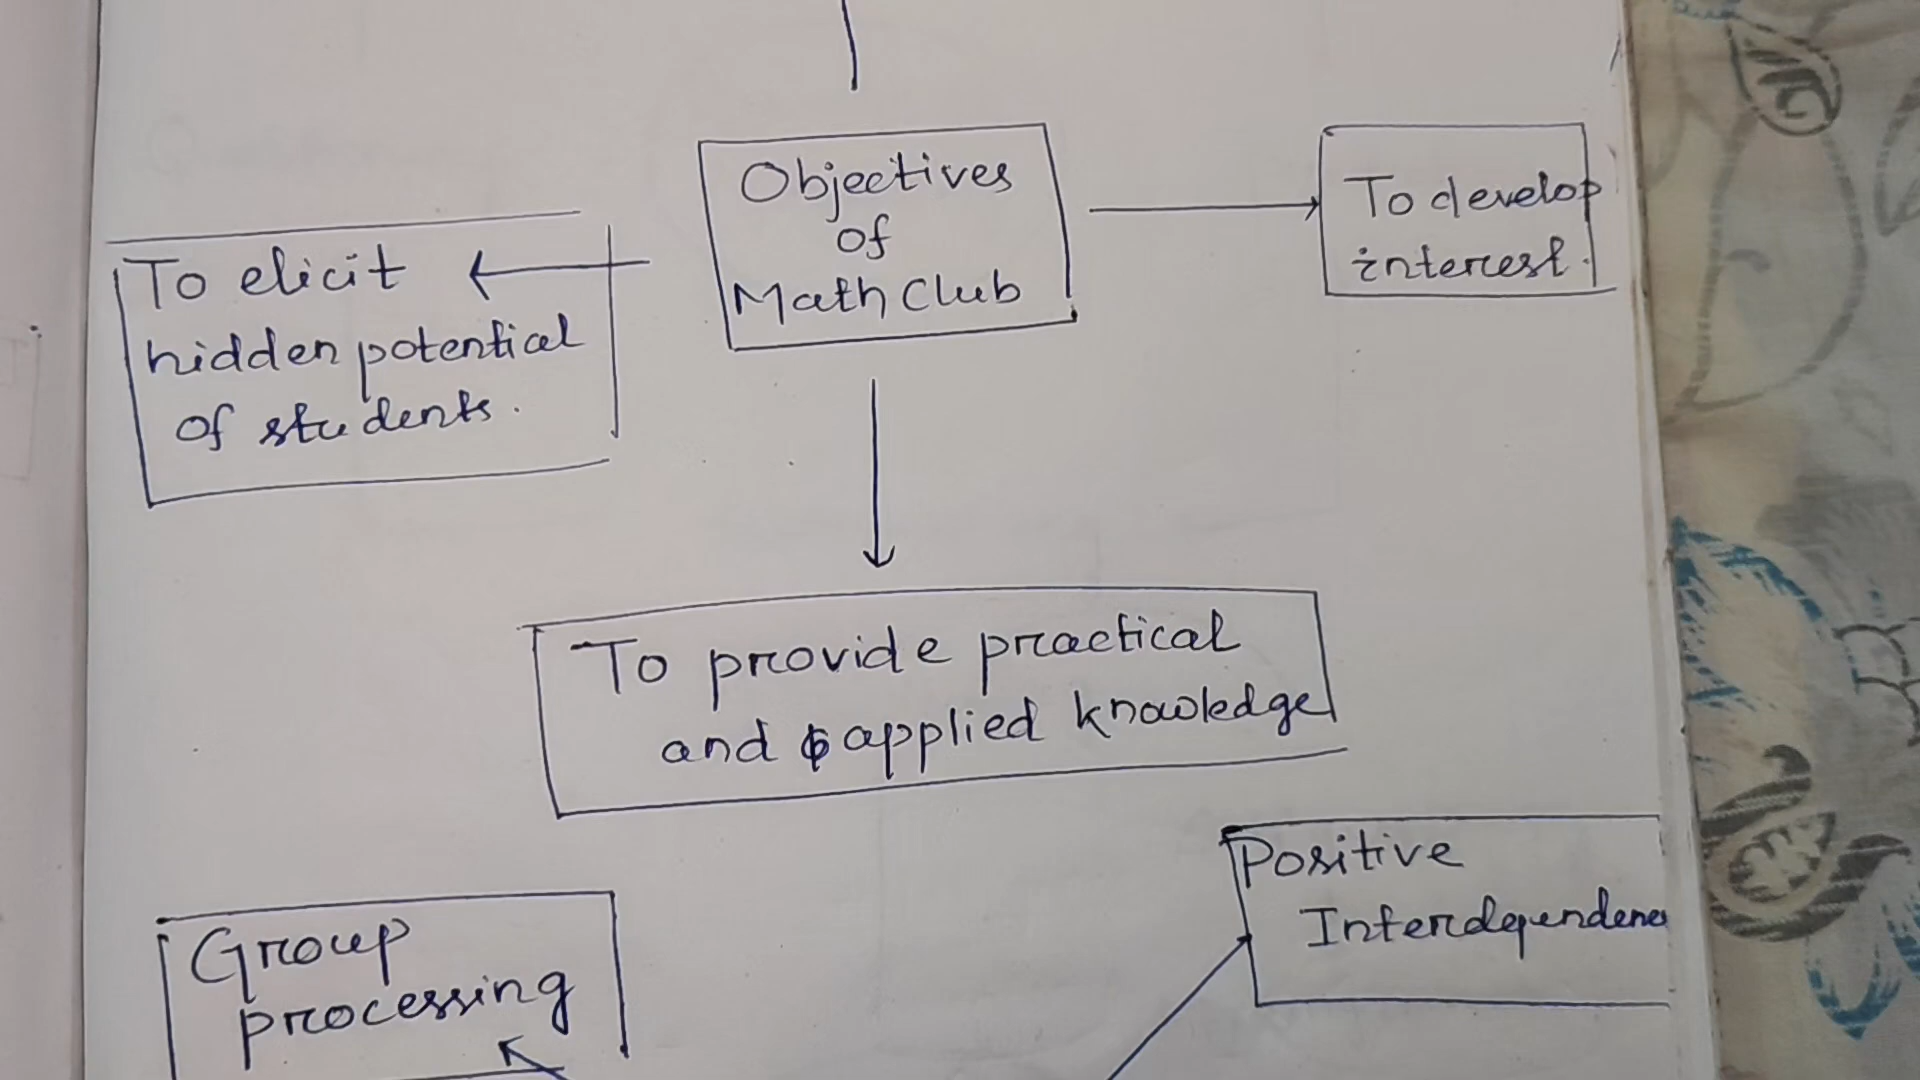 Objectives
of
Math Club
To develop
interest.
To elicit
hidden potential
of students.
To provide practical
and applied knowledge
Positive
Interdependenc
Group
processing